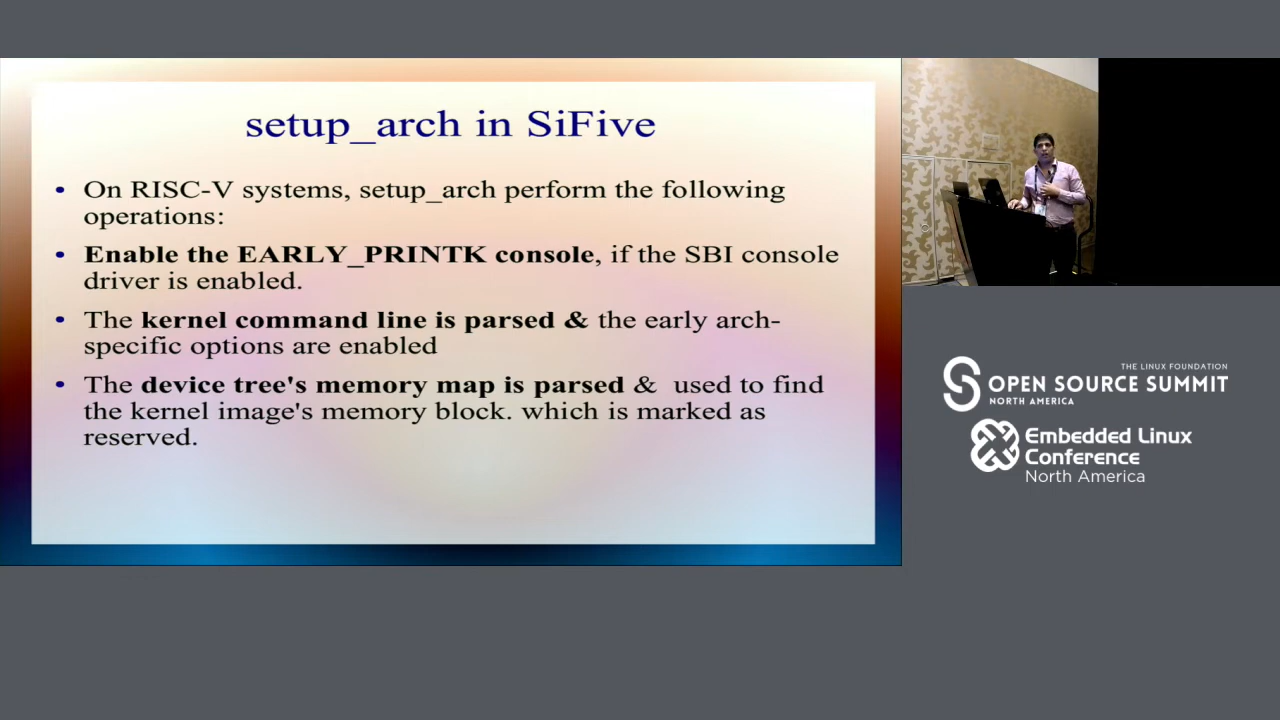 setup_arch in SiFive
• On RISC-V systems, setup_arch perform the following
operations:
• Enable the EARLY_PRINTK console, if the SBI console
driver is enabled.
• The kernel command line is parsed & the early arch-
specific options are enabled
• The device tree's memory map is parsed & used to find
the kernel image's memory block. which is marked as
reserved.
THE LINUX FOUNDATION
OPEN SOURCE SUMMIT
NORTH AMERICA
Embedded Linux
Conference
North America